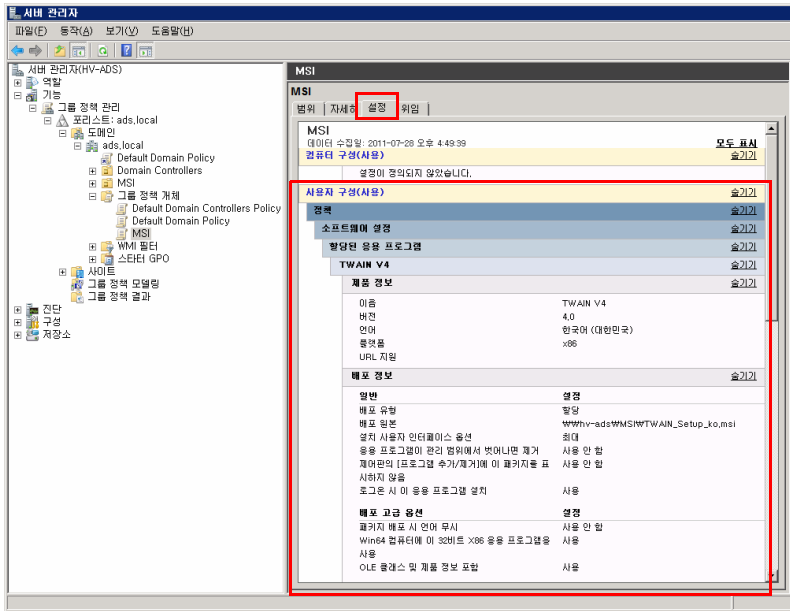 서버 관리자
파일(F) 동작(A) 보기(V) 도움말(H)
서버 관리자(HV-ADS)
역할
기능
그룹 정책 관리
포리스트: ads.local
도메인
ads.local
Default Domain Policy
Domain Controllers
MSI
그룹 정책 개체
Default Domain Controllers Policy
Default Domain Policy
MSI
WMI 필터
스타터 GPO
사이트
그룹 정책 모델링
그룹 정책 결과
진단
구성
저장소
MSI
MSI
범위 자세히 설정 위임
MSI
데이터 수집일: 2011-07-28 오후 4:49:39 모두 표시
컴퓨터 구성(사용) 숨기기
설정이 정의되지 않았습니다.
사용자 구성(사용) 숨기기
정책 숨기기
소프트웨어 설정 숨기기
할당된 응용 프로그램 숨기기
TWAIN V4 숨기기
제품 정보 숨기기
이름 TWAIN V4
버전 4.0
언어 한국어 (대한민국)
플랫폼 x86
URL 지원
배포 정보 숨기기
일반 설정
배포 유형 할당
배포 원본 ₩₩hv-ads₩MSI₩TWAIN_Setup_ko.msi
설치 사용자 인터페이스 옵션 최대
응용 프로그램이 관리 범위에서 벗어나면 제거 사용 안 함
제어판의 [프로그램 추가/제거]에 이 패키지를 표 사용 안 함
시하지 않음
로그온 시 이 응용 프로그램 설치 사용
배포 고급 옵션 설정
패키지 배포 시 언어 무시 사용 안 함
Win64 컴퓨터에 이 32비트 X86 응용 프로그램을 사용
사용
OLE 클래스 및 제품 정보 포함 사용